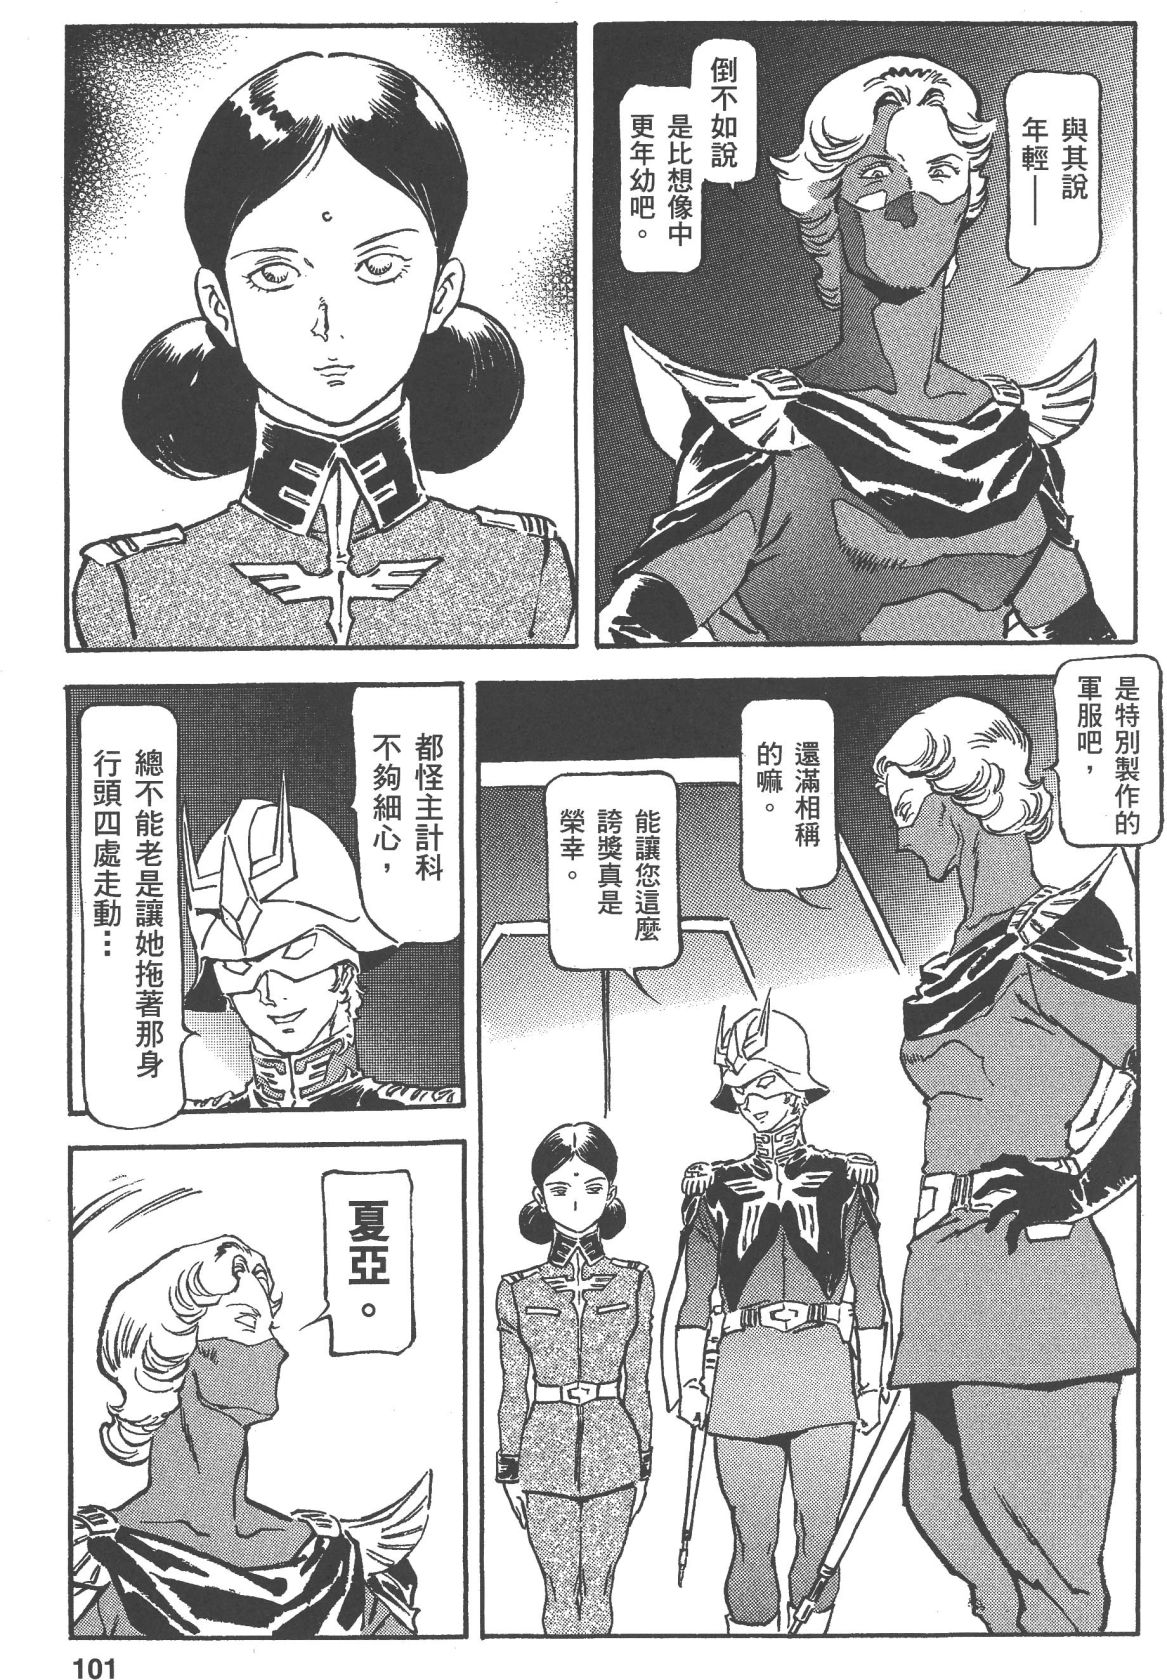 與其說
年輕——
倒不如說
是比想像中
更年幼吧。
是特別製作的
軍服吧，
還滿相稱
的嘛。
能讓您這麼
誇獎真是
榮幸。
都怪主計科
不夠細心，
總不能老是讓她拖著那身
行頭四處走動…
夏亞。
101